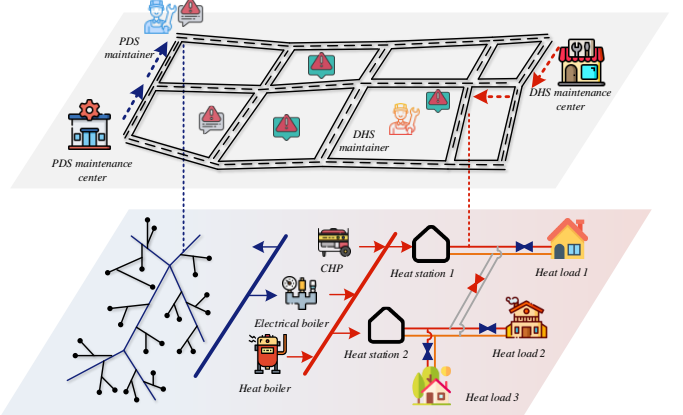 PDS
maintainer
DHS maintenance
center
DHS
maintainer
PDS maintenance
center
CHP
Heat station 1
Heat load 1
Electrical boiler
Heat station 2
Heat load 2
Heat boiler
Heat load 3